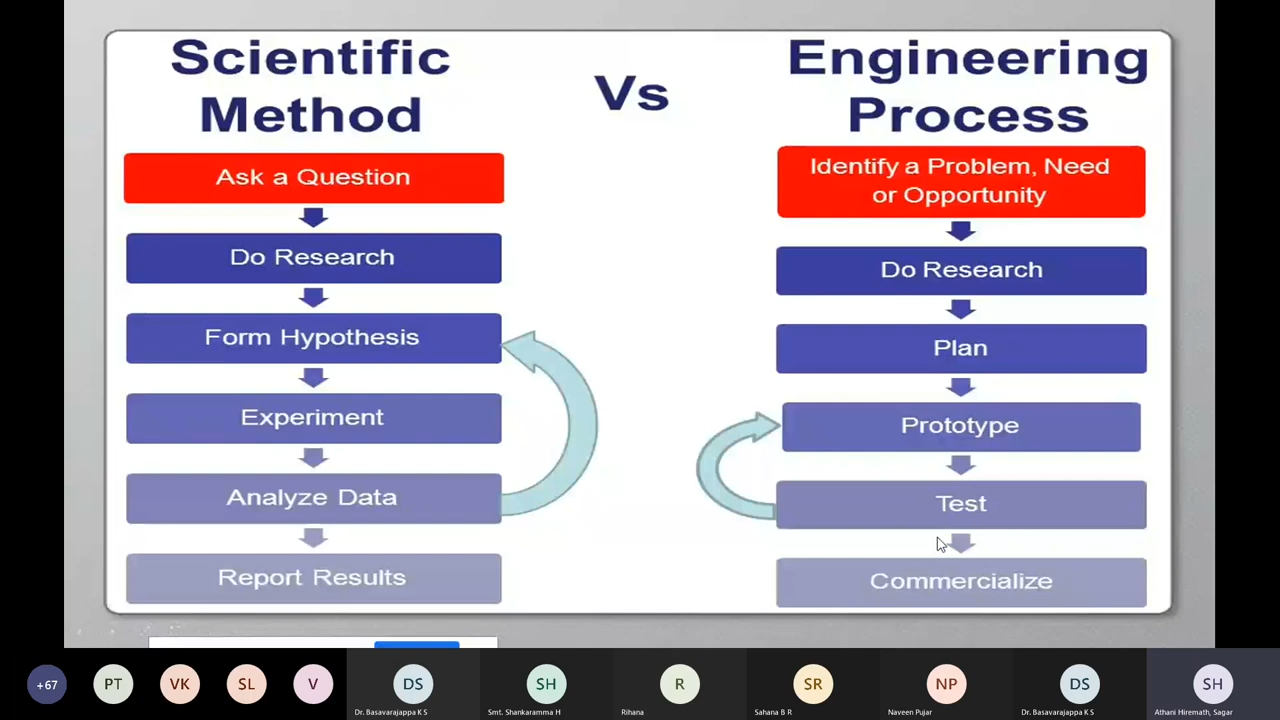 Scientific
Method
Vs
Engineering
Process
Ask a Question
Do Research
Form Hypothesis
Experiment
Analyze Data
Report Results
Identify a Problem, Need
or Opportunity
Do Research
Plan
Prototype
Test
Commercialize
+67
PT
VK
SL
V
DS
Dr. Basavarajappa K S
SH
Smt. Shankaramma H
R
Rihana
SR
Sahana B R
NP
Naveen Pujar
DS
Dr. Basavarajappa K S
SH
Athani Hiremath, Sagar